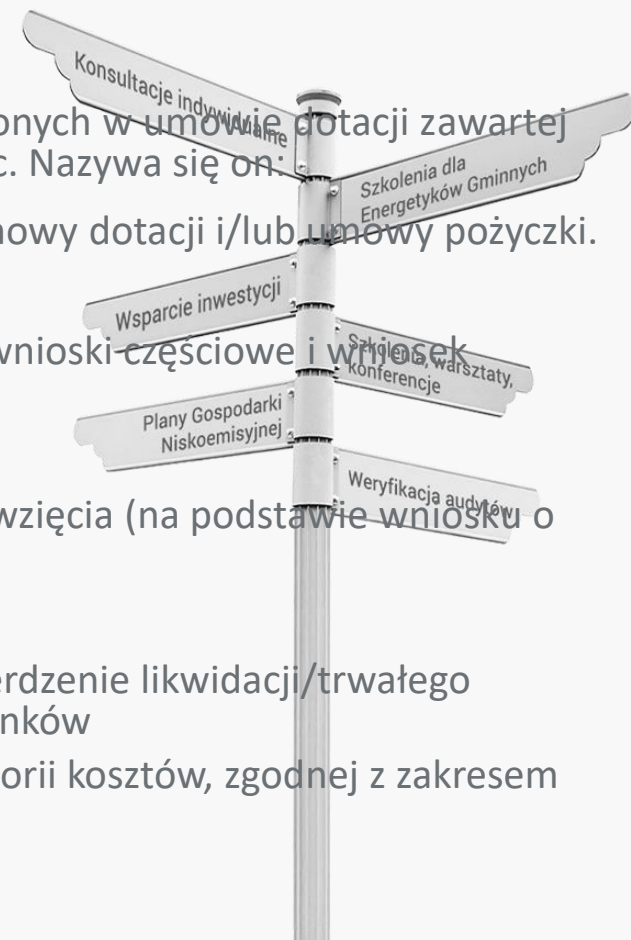 Konsultacje indywidualne
onych w umowie dotacji zawartej
c. Nazywa się on:
Szkolenia dla
Energetyków Gminnych
nowy dotacji i/lub umowy pożyczki.
Wsparcie inwestycji
wnioski częściowe i wniosek
Szkolenia, warsztaty,
konferencje
Plany Gospodarki
Niskoemisyjnej
Weryfikacja audytów
wzięcia (na podstawie wniosku o
erdzenie likwidacji/trwałego
nków
orii kosztów, zgodnej z zakresem